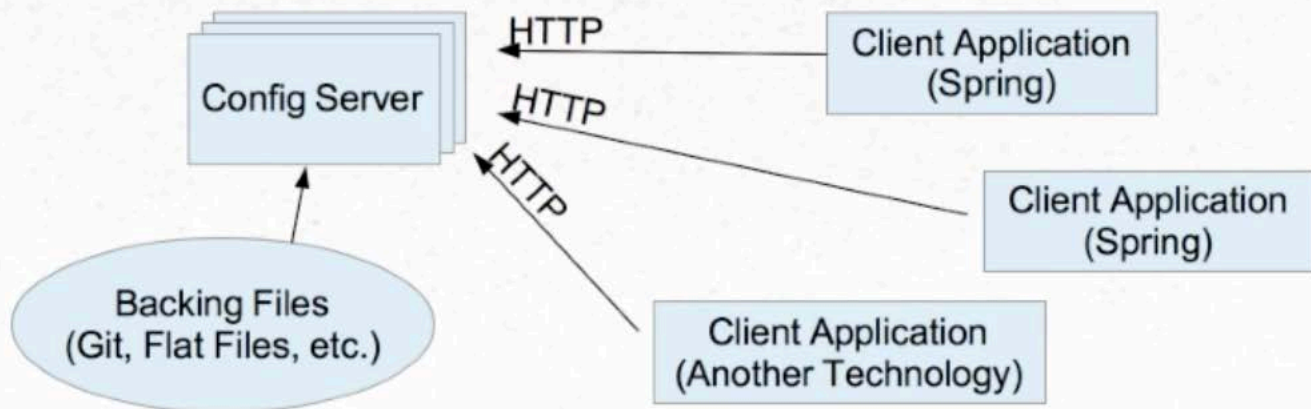 HTTP
Client Application
(Spring)
Config Server
HTTP
HTTP
Client Application
(Spring)
Backing Files
(Git, Flat Files, etc.)
Client Application
(Another Technology)